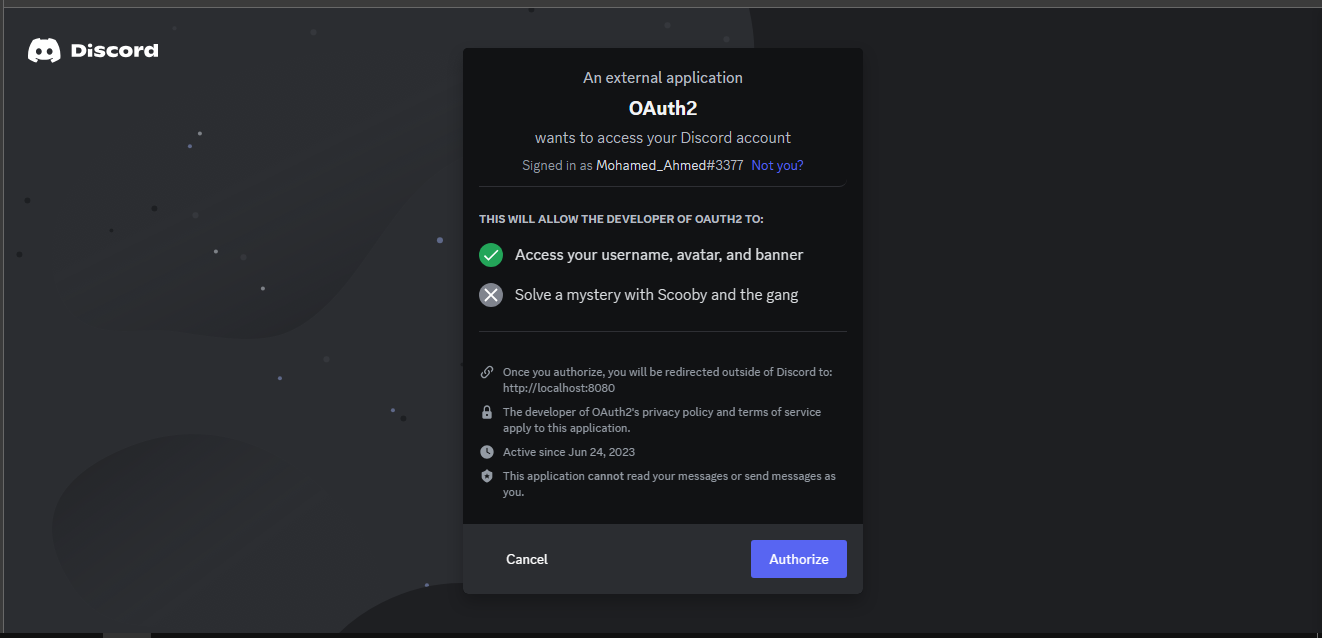 Discord
An external application
OAuth2
wants to access your Discord account
Signed in as Mohamed_Ahmed#3377 Not you?
THIS WILL ALLOW THE DEVELOPER OF OAUTH2 TO:
Access your username, avatar, and banner
Solve a mystery with Scooby and the gang
Once you authorize, you will be redirected outside of Discord to:
http://localhost:8080
The developer of OAuth2's privacy policy and terms of service
apply to this application.
Active since Jun 24, 2023
This application cannot read your messages or send messages as
you.
Cancel
Authorize